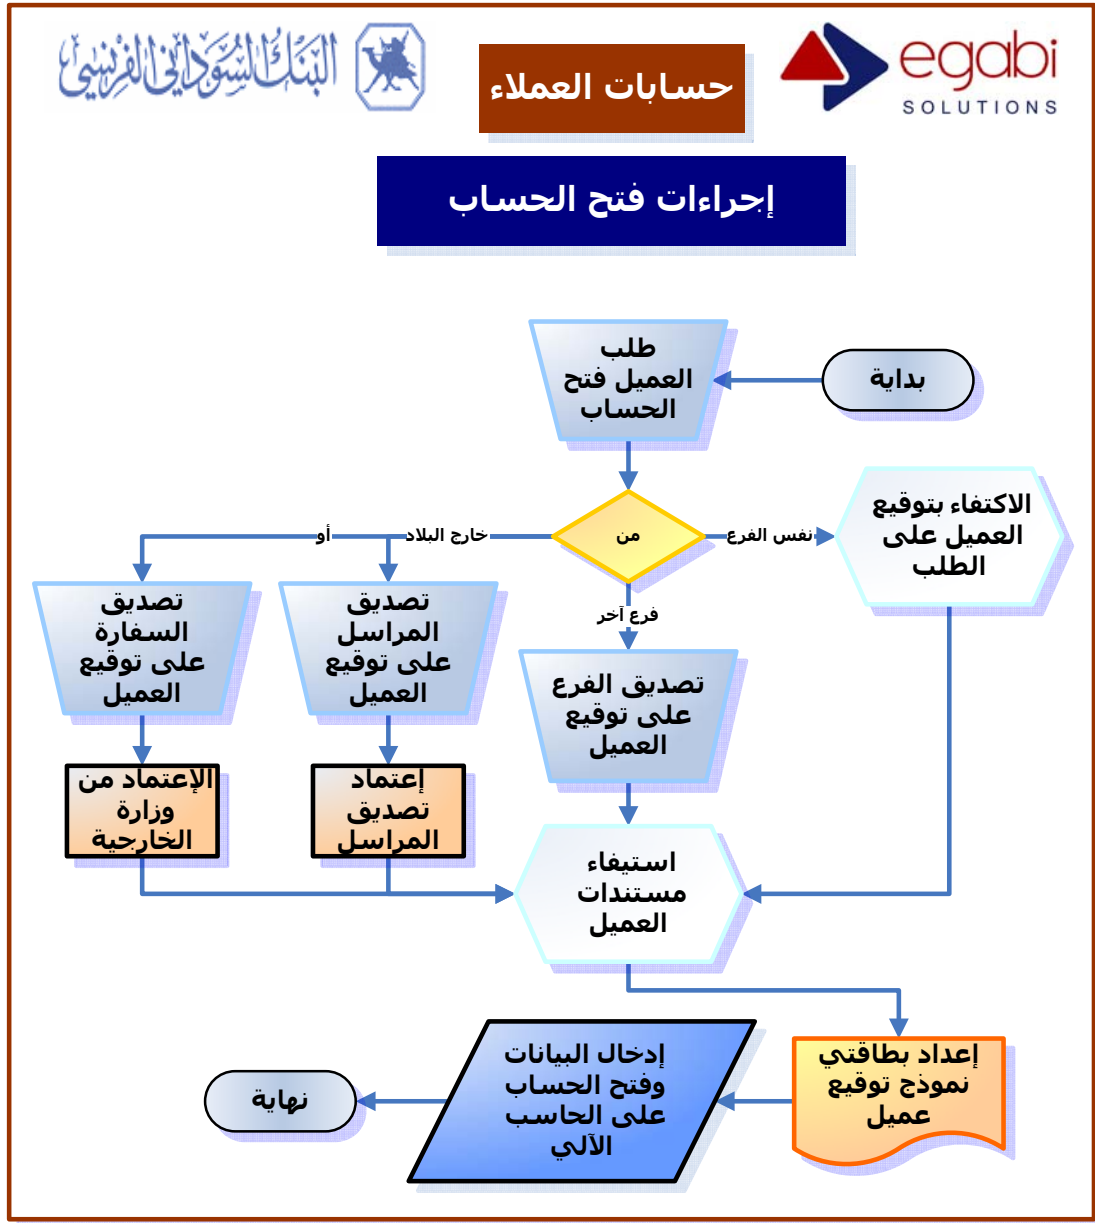 البنك السوداني الفرنسي
egabi
SOLUTIONS
حسابات العملاء
إجراءات فتح الحساب
بداية
طلب
العميل فتح
الحساب
من
نفس الفرع
خارج البلاد
أو
فرع آخر
الاكتفاء بتوقيع
العميل على
الطلب
تصديق
المراسل
على توقيع
العميل
تصديق
السفارة
على توقيع
العميل
تصديق الفرع
على توقيع
العميل
إعتماد
تصديق
المراسل
الإعتماد من
وزارة
الخارجية
استيفاء
مستندات
العميل
إعداد بطاقتي
نموذج توقيع
عميل
إدخال البيانات
وفتح الحساب
على الحاسب
الآلي
نهاية